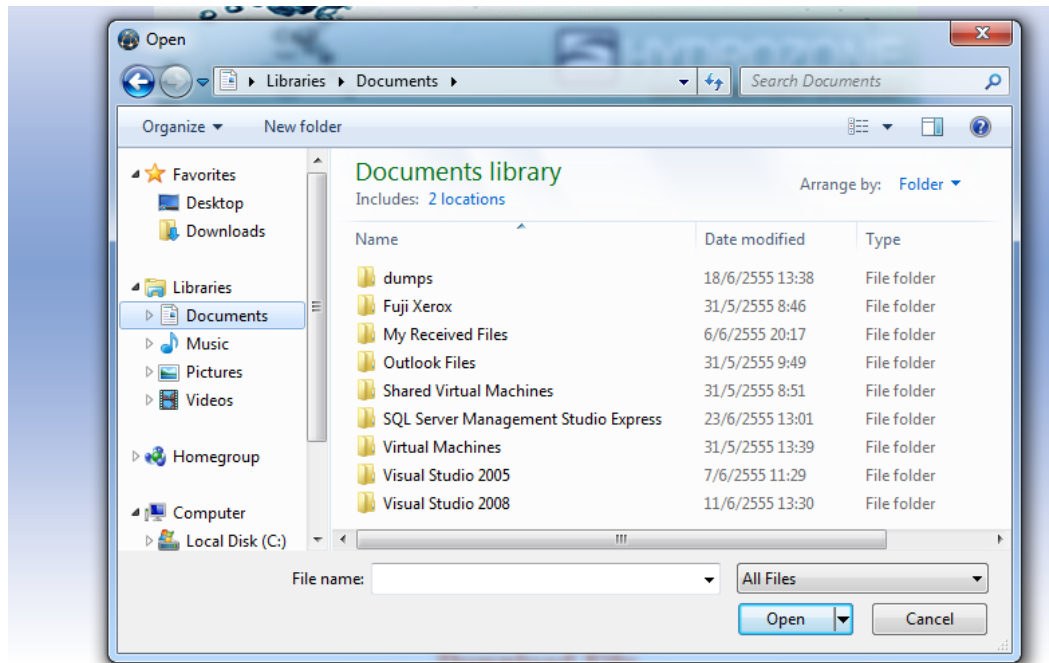 Open
Libraries Documents
Search Documents
Organize New folder
Favorites
Desktop
Downloads
Libraries
Documents
Music
Pictures
Videos
Homegroup
Computer
Local Disk (C:)
Documents library
Includes: 2 locations
Arrange by: Folder
Name Date modified Type
dumps 18/6/2555 13:38 File folder
Fuji Xerox 31/5/2555 8:46 File folder
My Received Files 6/6/2555 20:17 File folder
Outlook Files 31/5/2555 9:49 File folder
Shared Virtual Machines 31/5/2555 8:51 File folder
SQL Server Management Studio Express 23/6/2555 13:01 File folder
Virtual Machines 31/5/2555 13:39 File folder
Visual Studio 2005 7/6/2555 11:29 File folder
Visual Studio 2008 11/6/2555 13:30 File folder
File name: All Files
Open Cancel